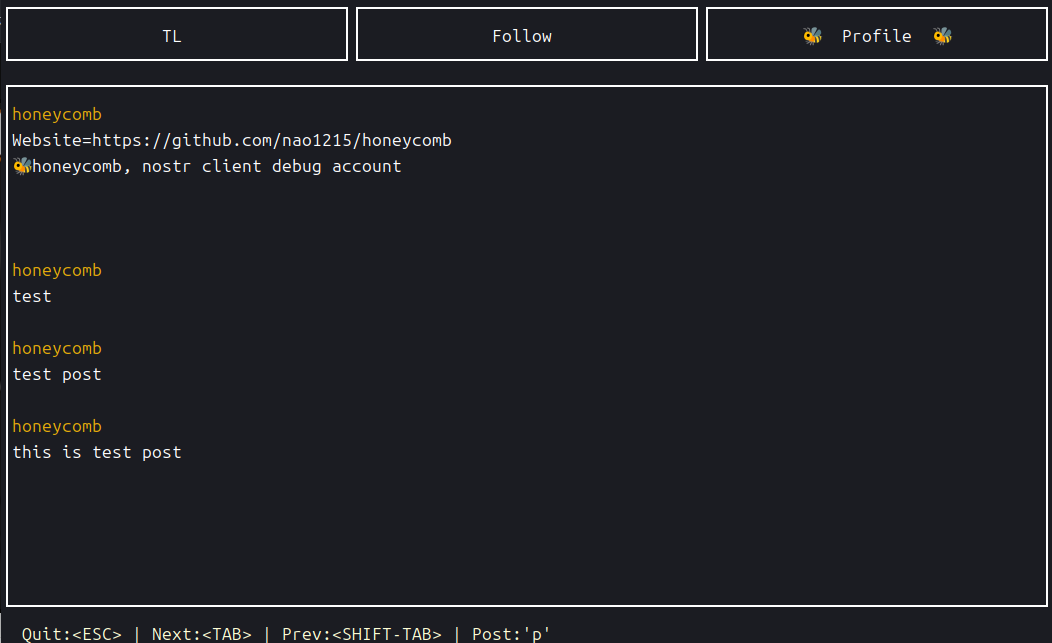 TL
Follow
🐝 Profile 🐝
honeycomb
Website=https://github.com/nao1215/honeycomb
🐝honeycomb, nostr client debug account
honeycomb
test
honeycomb
test post
honeycomb
this is test post
Quit:<ESC> | Next:<TAB> | Prev:<SHIFT-TAB> | Post:'p'